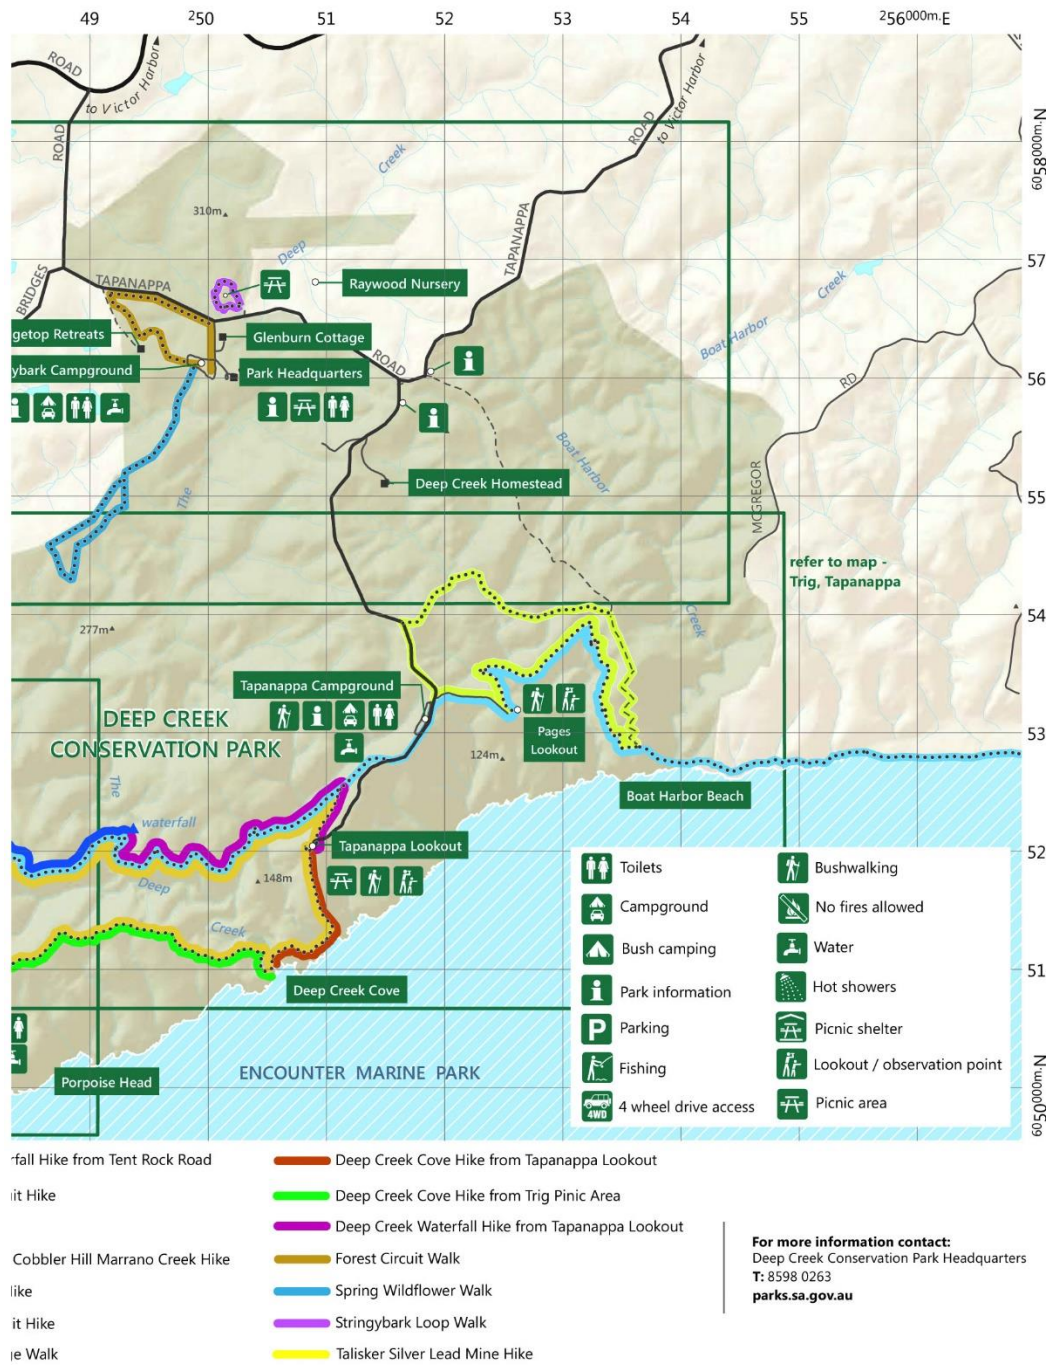 49
250
51
52
53
54
55
256000m. E
ROAD
to Victor Harbor
ROAD
ROAD
to Victor Harbor
6058000m. N
Creek
310m
Deep
TAPANAPPA
57
BRIDGES
TAPANAPPA
Raywood Nursery
Creek
getop Retreats
Glenburn Cottage
Boat Harbor
ROAD
ybark Campground
Park Headquarters
56
RD
Boat Harbor
The
Deep Creek Homestead
MCGREGOR
55
refer to map -
Trig, Tapanappa
Creek
54
277m
Tapanappa Campground
DEEP CREEK
CONSERVATION PARK
Pages
Lookout
53
124m
The
Boat Harbor Beach
waterfall
Tapanappa Lookout
52
148m
Deep
Creek
51
Deep Creek Cove
Porpoise Head
ENCOUNTER MARINE PARK
6050000m. N
Toilets
Bushwalking
Campground
No fires allowed
Bush camping
Water
Park information
Hot showers
P
Parking
Picnic shelter
Fishing
Lookout / observation point
4WD
4 wheel drive access
Picnic area
rfall Hike from Tent Rock Road
Deep Creek Cove Hike from Tapanappa Lookout
it Hike
Deep Creek Cove Hike from Trig Pinic Area
Deep Creek Waterfall Hike from Tapanappa Lookout
Cobbler Hill Marrano Creek Hike
Forest Circuit Walk
like
Spring Wildflower Walk
it Hike
Stringybark Loop Walk
ge Walk
Talisker Silver Lead Mine Hike
For more information contact:
Deep Creek Conservation Park Headquarters
T: 8598 0263
parks.sa.gov.au